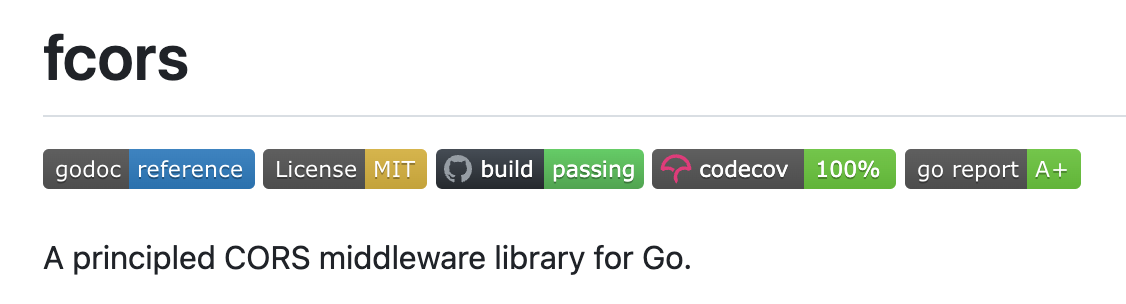 fcors
godoc reference License MIT build passing codecov 100% go report A+
A principled CORS middleware library for Go.